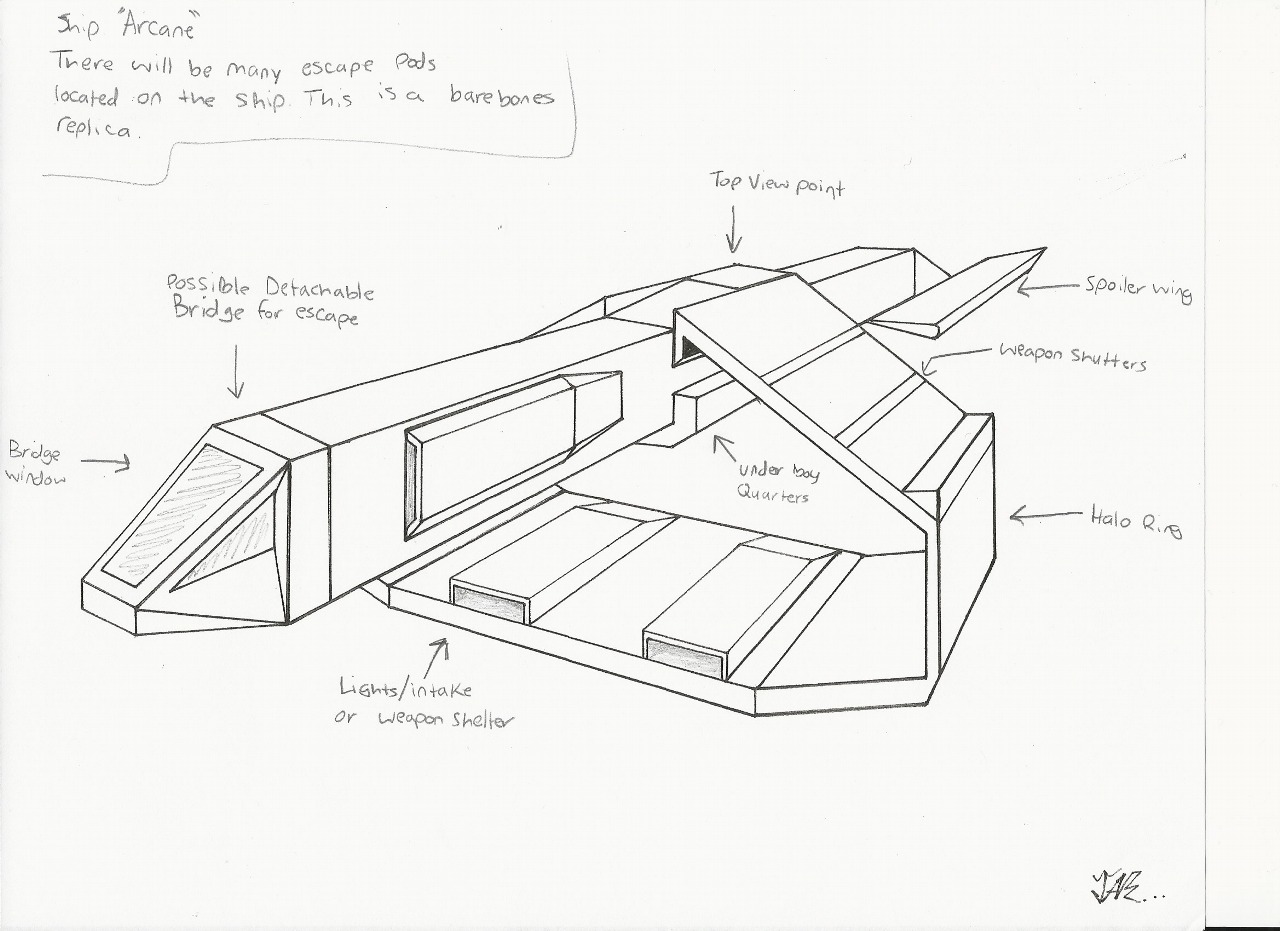 Ship "Arcane"
There will be many escape Pods
located on the ship. This is a barebones
replica.
Top View point
Possible Detachable
Bridge for escape
Spoiler wing
weapon shutters
Bridge
window
under bay
Quarters
Halo Ring
Lights/intake
or weapon shelter